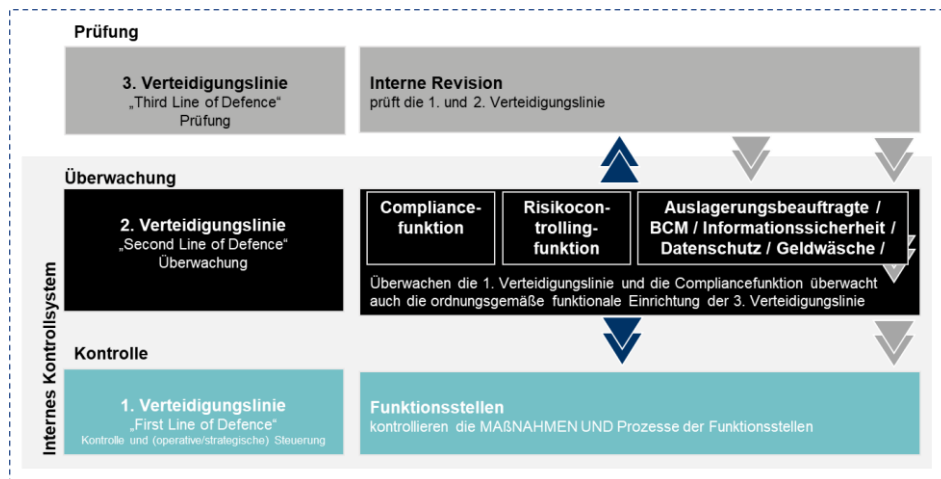 Prüfung
3. Verteidigungslinie
„Third Line of Defence“
Prüfung
Interne Revision
prüft die 1. und 2. Verteidigungslinie
Internes Kontrollsystem
Überwachung
2. Verteidigungslinie
„Second Line of Defence“
Überwachung
Compliance-
funktion
Risikocon-
trolling-
funktion
Auslagerungsbeauftragte /
BCM / Informationssicherheit /
Datenschutz / Geldwäsche /
Überwachen die 1. Verteidigungslinie und die Compliancefunktion überwacht
auch die ordnungsgemäße funktionale Einrichtung der 3. Verteidigungslinie
Kontrolle
1. Verteidigungslinie
„First Line of Defence“
Kontrolle und (operative/strategische) Steuerung
Funktionsstellen
kontrollieren die MAßNAHMEN UND Prozesse der Funktionsstellen